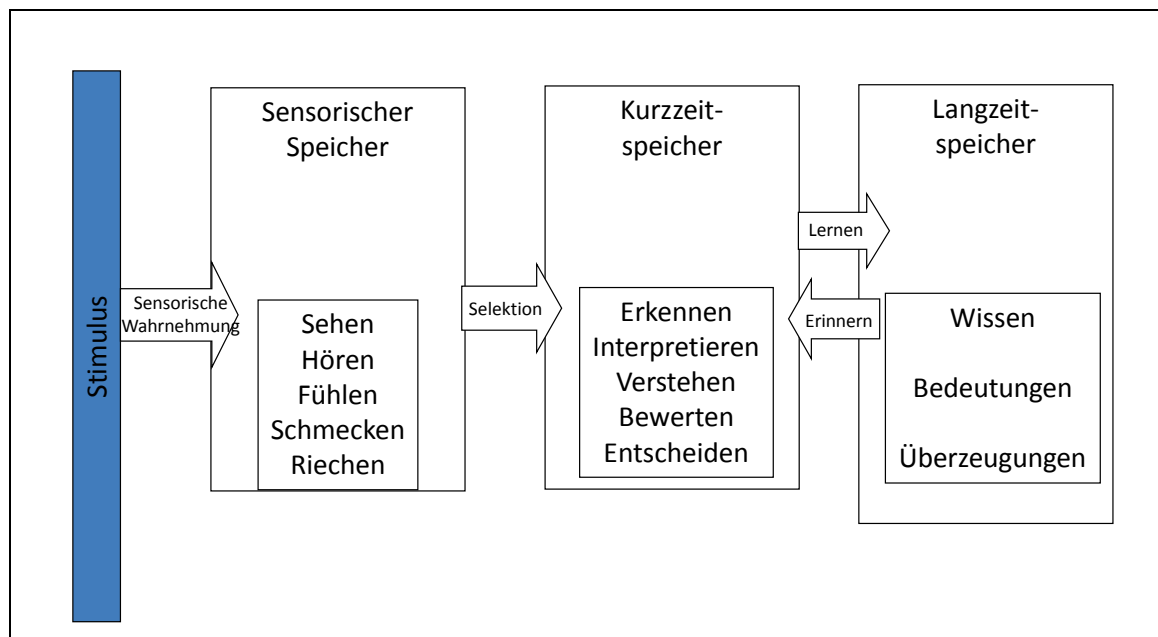 Stimulus
Sensorische
Wahrnehmung
Sensorischer
Speicher
Sehen
Hören
Fühlen
Schmecken
Riechen
Selektion
Kurzzeit-
speicher
Erkennen
Interpretieren
Verstehen
Bewerten
Entscheiden
Lernen
Erinnern
Langzeit-
speicher
Wissen
Bedeutungen
Überzeugungen